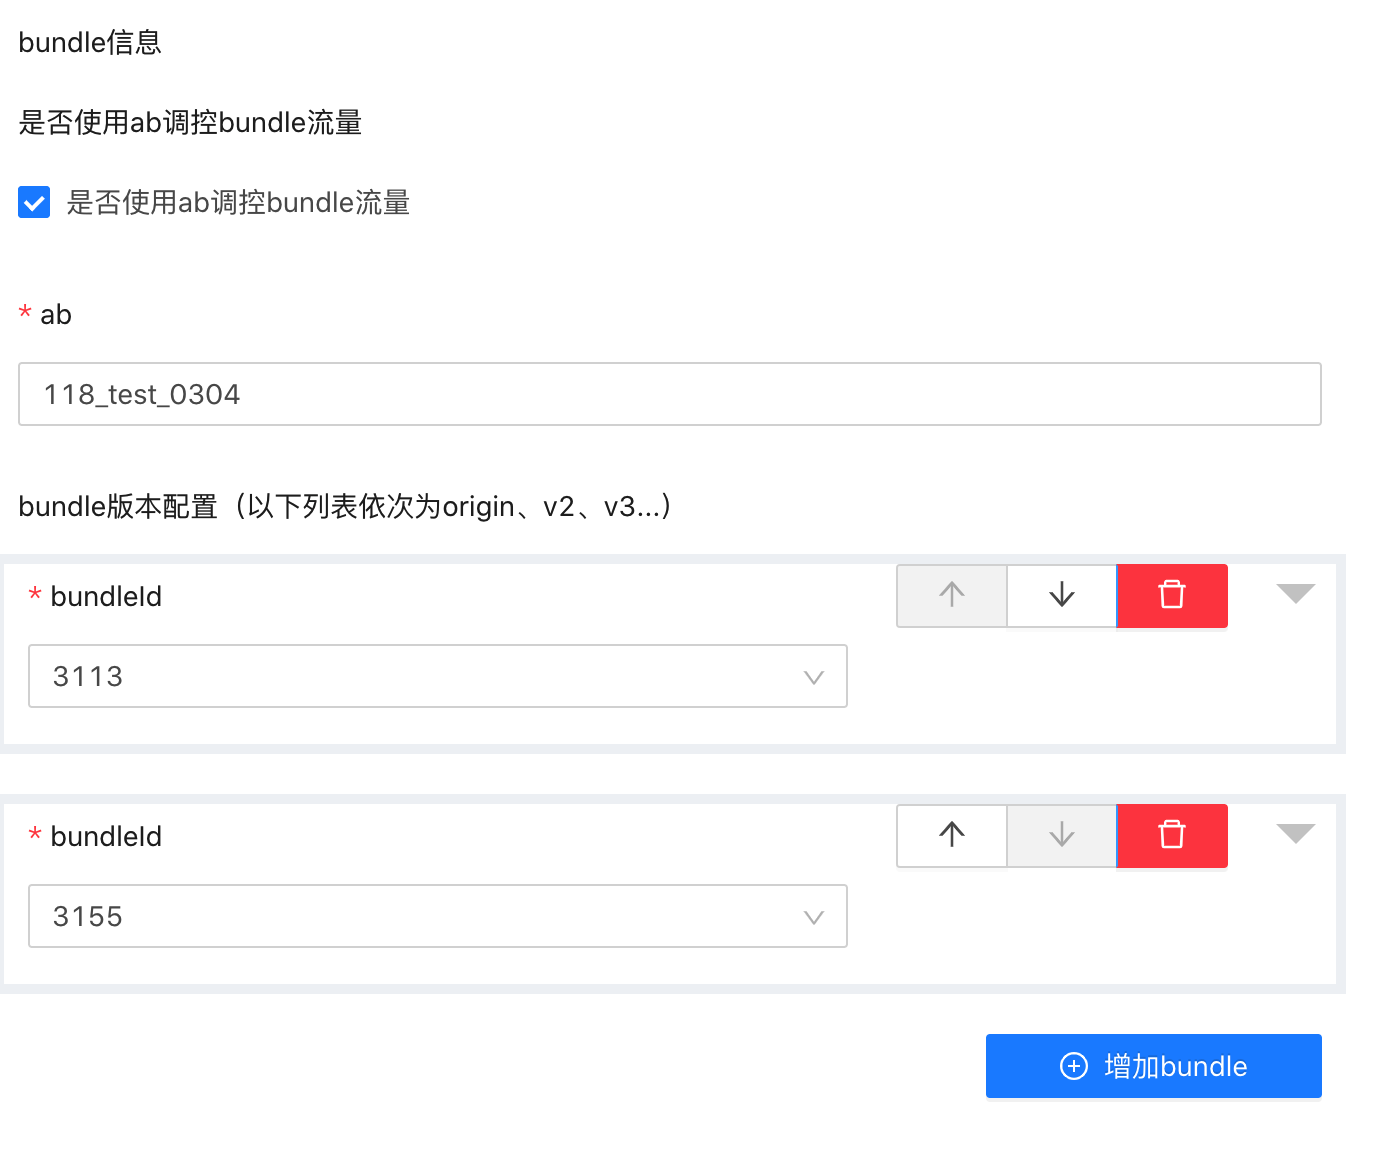 bundle信息
是否使用ab调控bundle流量
是否使用ab调控bundle流量
* ab
118_test_0304
bundle版本配置（以下列表依次为origin、v2、v3...）
* bundleId
3113
* bundleId
3155
增加bundle